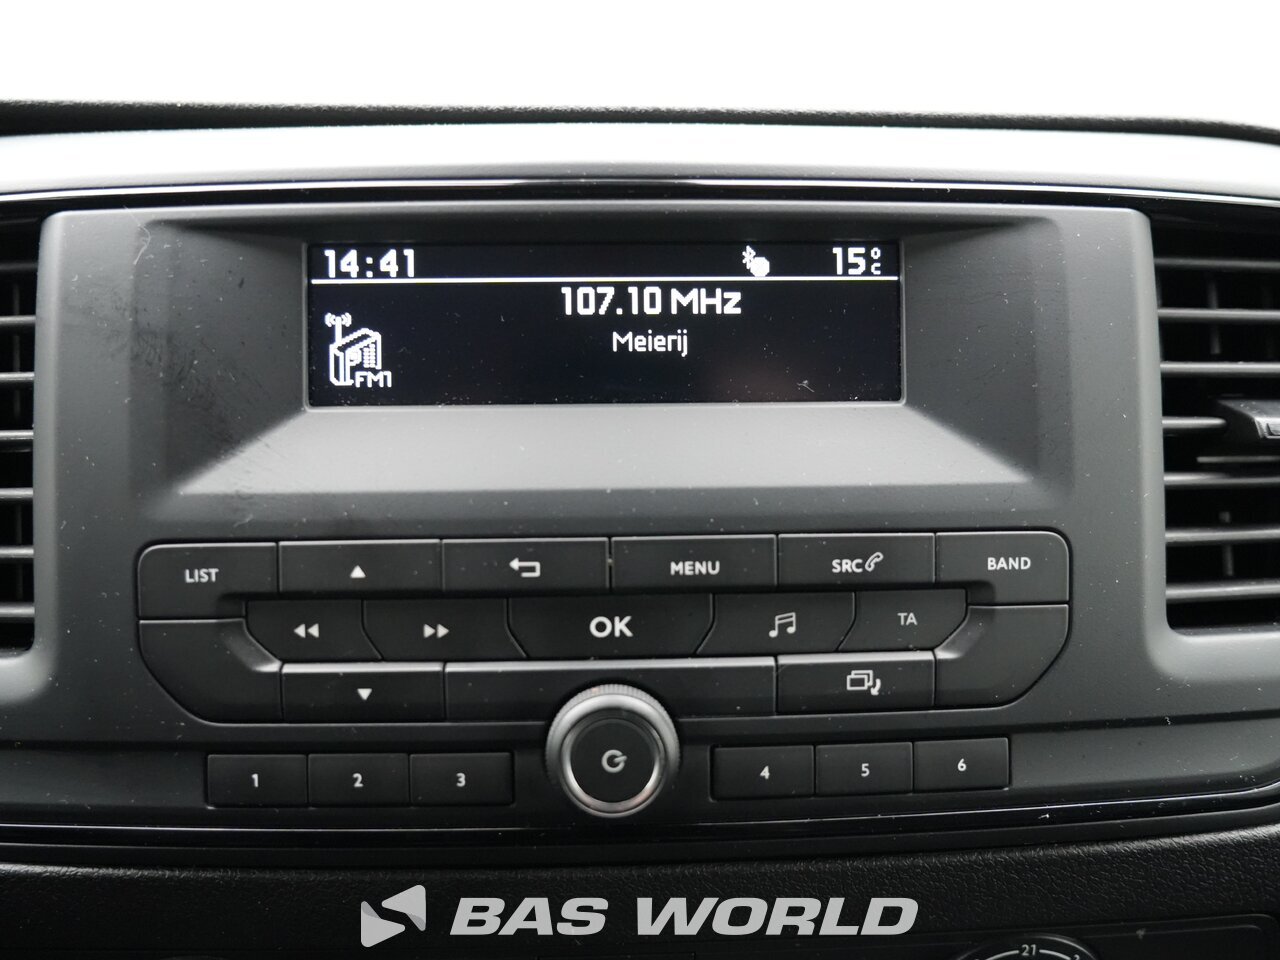 14:41 15°C
107.10 MHz
Meierij
FM1
LIST MENU SRC BAND
OK TA
1 2 3 4 5 6
BAS WORLD
21